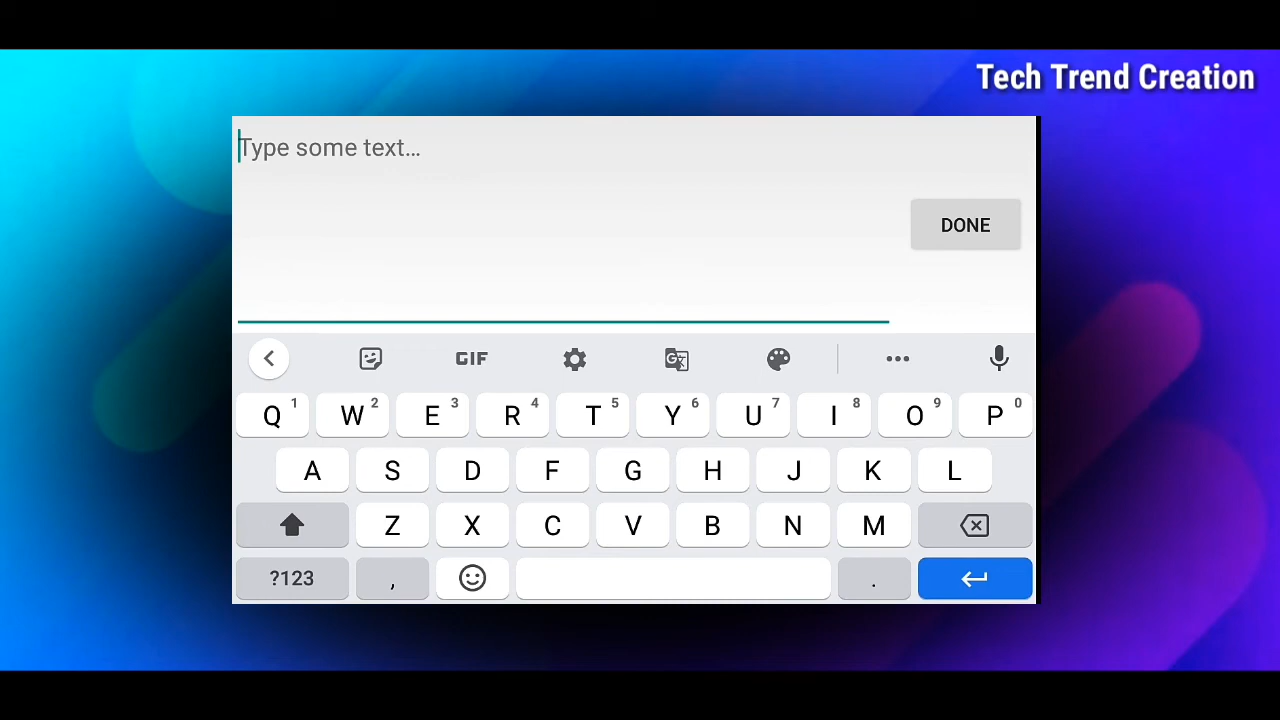 Tech Trend Creation
Type some text...
DONE
GIF
Q1 W2 E3 R4 T5 Y6 U7 I8 O9 P0
A S D F G H J K L
Z X C V B N M
?123 , .